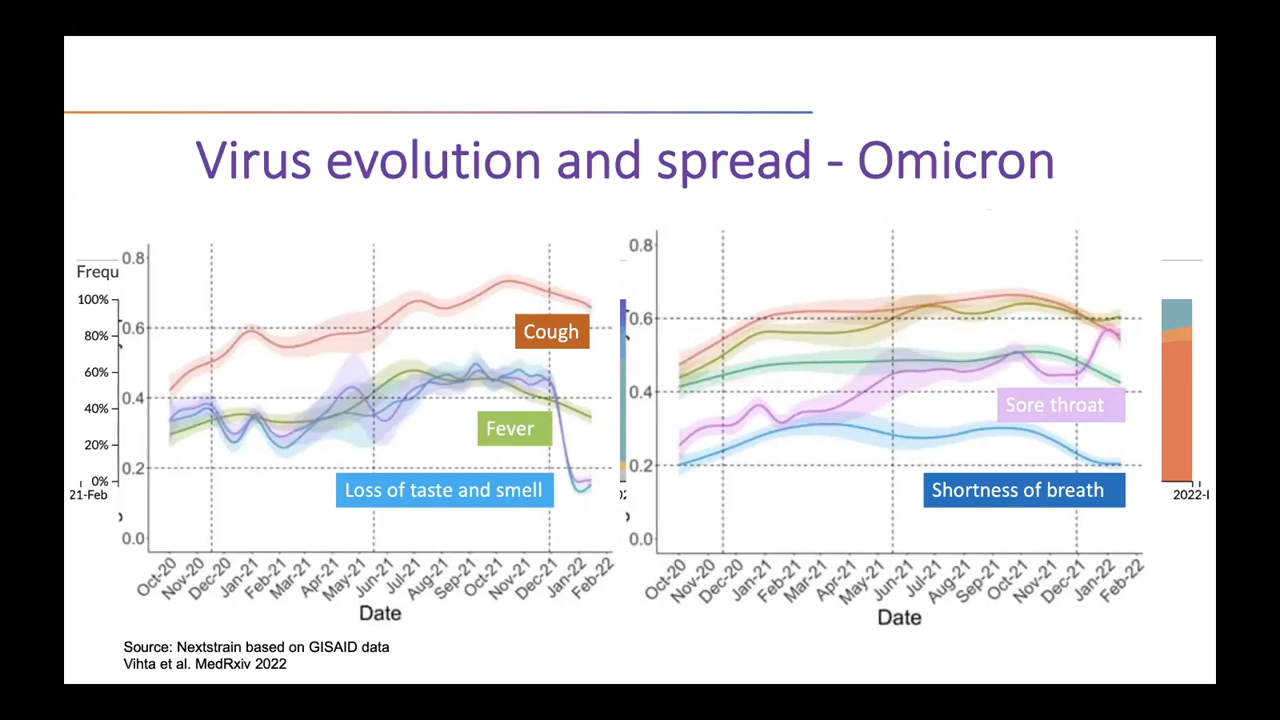 Virus evolution and spread - Omicron
Frequ
100%
80%
60%
40%
20%
0%
21-Feb
0.8
0.6
0.4
0.2
0.0
Cough
Fever
Loss of taste and smell
Oct-20
Nov-20
Dec-20
Jan-21
Feb-21
Mar-21
Apr-21
May-21
Jun-21
Jul-21
Aug-21
Sep-21
Oct-21
Nov-21
Dec-21
Jan-22
Feb-22
Date
0.8
0.6
0.4
0.2
0.0
Sore throat
Shortness of breath
Oct-20
Nov-20
Dec-20
Jan-21
Feb-21
Mar-21
Apr-21
May-21
Jun-21
Jul-21
Aug-21
Sep-21
Oct-21
Nov-21
Dec-21
Jan-22
Feb-22
Date
Source: Nextstrain based on GISAID data
Vihta et al. MedRxiv 2022